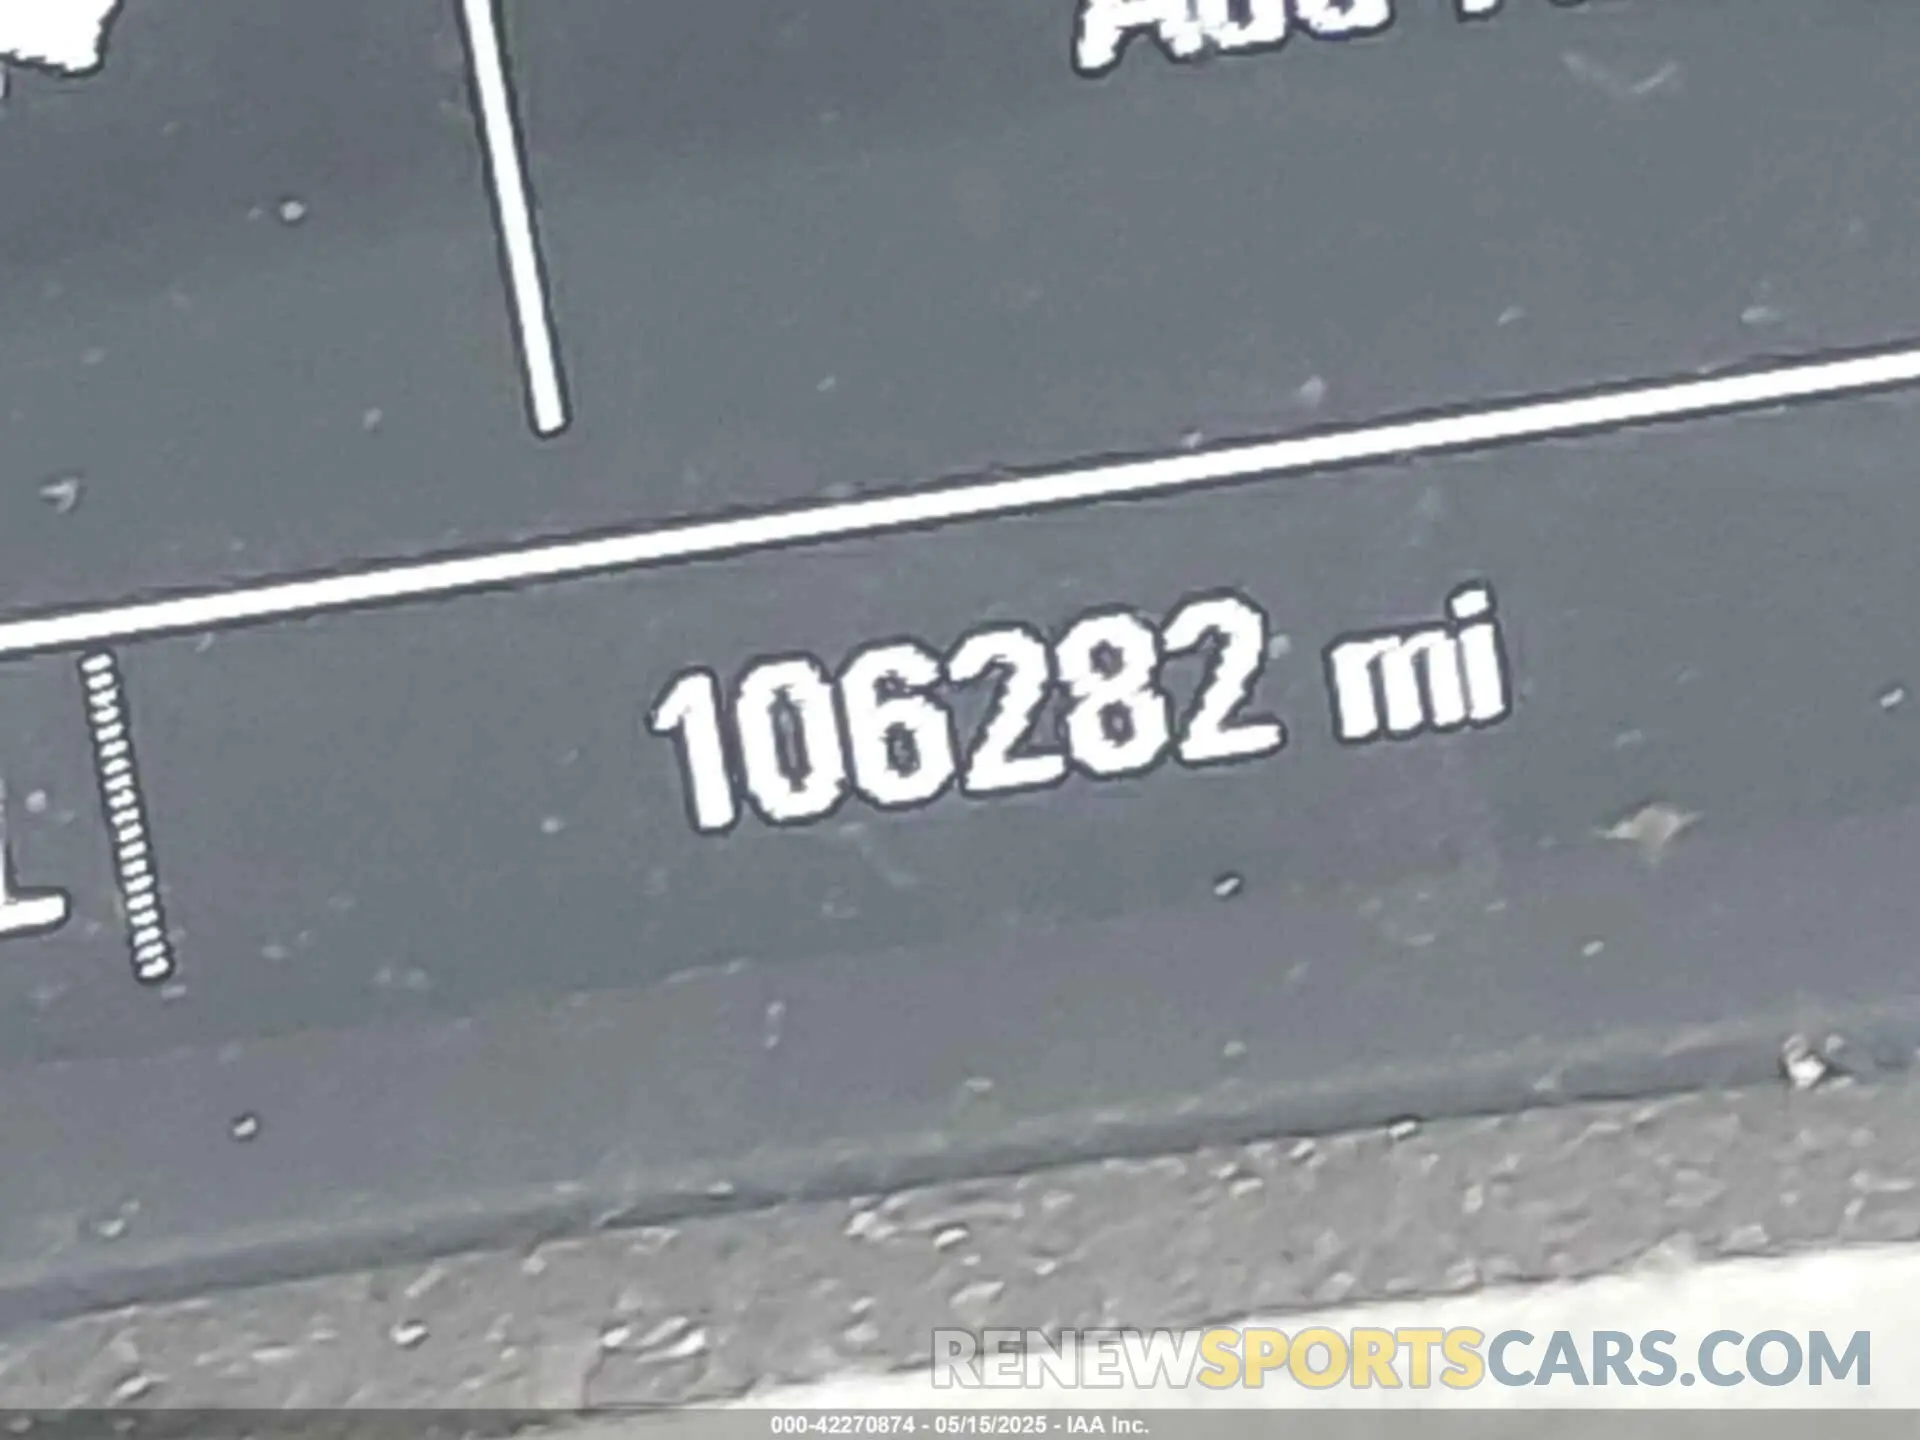 106282 mi
RENEWSPORTSCARS.COM
000-42270874 - 05/15/2025 - IAA Inc.